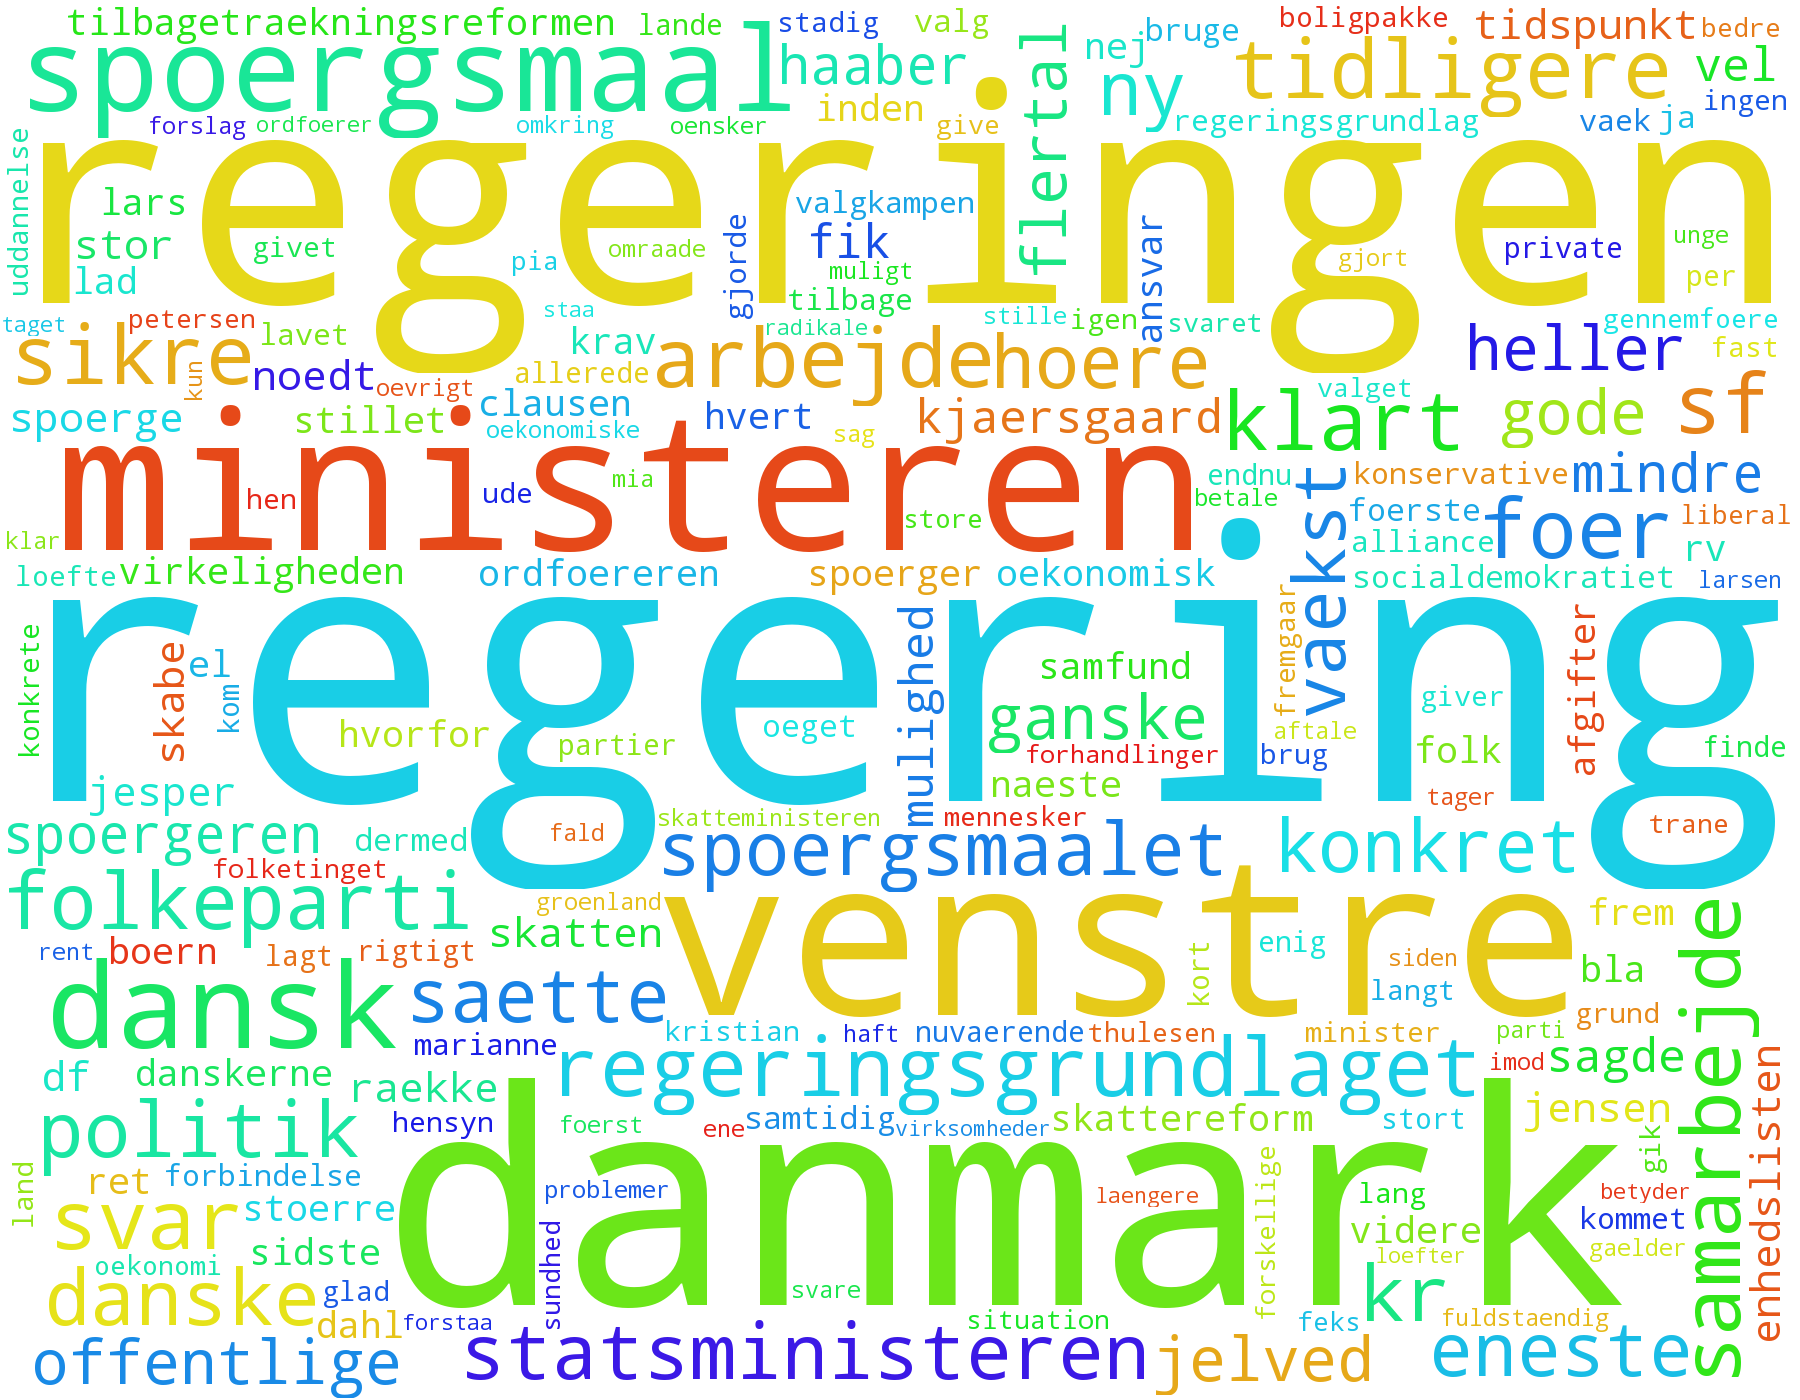 tilbagetraekningsreformen lande stadig valg boligpakke tidspunkt bedre
spoergsmaal haaber flertal nej bruge ny tidligere vel
inden ingen
forslag ordfoerer omkring oensker give regeringsgrundlag vaek ja
regeringen
uddannelse lars valgkampen
stor givet omraade gjorde fik ansvar private unge
lad pia muligt gjort per
tilbage
taget petersen staa radikale stille igen svaret gennemfoere
sikre lavet krav arbejde hoere heller fast
noedt kun oevrigt allerede
spoerge stillet clausen hvert kjaersgaard klart valget gode sf
oekonomiske sag
ministeren
hen ude mia endnu konservative mindre
betale vaekst
klar store foerste foer liberal
alliance rv
loefte virkeligheden ordfoereren spoerger oekonomisk socialdemokratiet larsen
regering
konkrete skabe el mulighed samfund fremgaar afgifter
kom oeget ganske giver
hvorfor partier forhandlinger aftale brug folk finde
jesper naeste tager
spoergeren dermed fald skatteministeren mennesker trane
folketinget spoergsmaalet konkret
folkeparti groenland
venstre
skatten frem
rent boern lagt rigtigt enig siden
dansk saette kort langt bla samarbejde
marianne kristian haft nuvaerende thulesen minister parti grund
df danskerne raekke regeringsgrundlaget imod sagde
politik hensyn foerst ene samtidig virksomheder skattereform stort jensen
danmark
land ret forbindelse problemer laengere forskellige lang gik betyder enhedslisten
svar stoerre videre kommet
sidste sundhed loefter gaelder
oekonomi
danske glad svare kr
dahl forstaa situation feks fuldstaendig
offentlige statsministeren jelved eneste